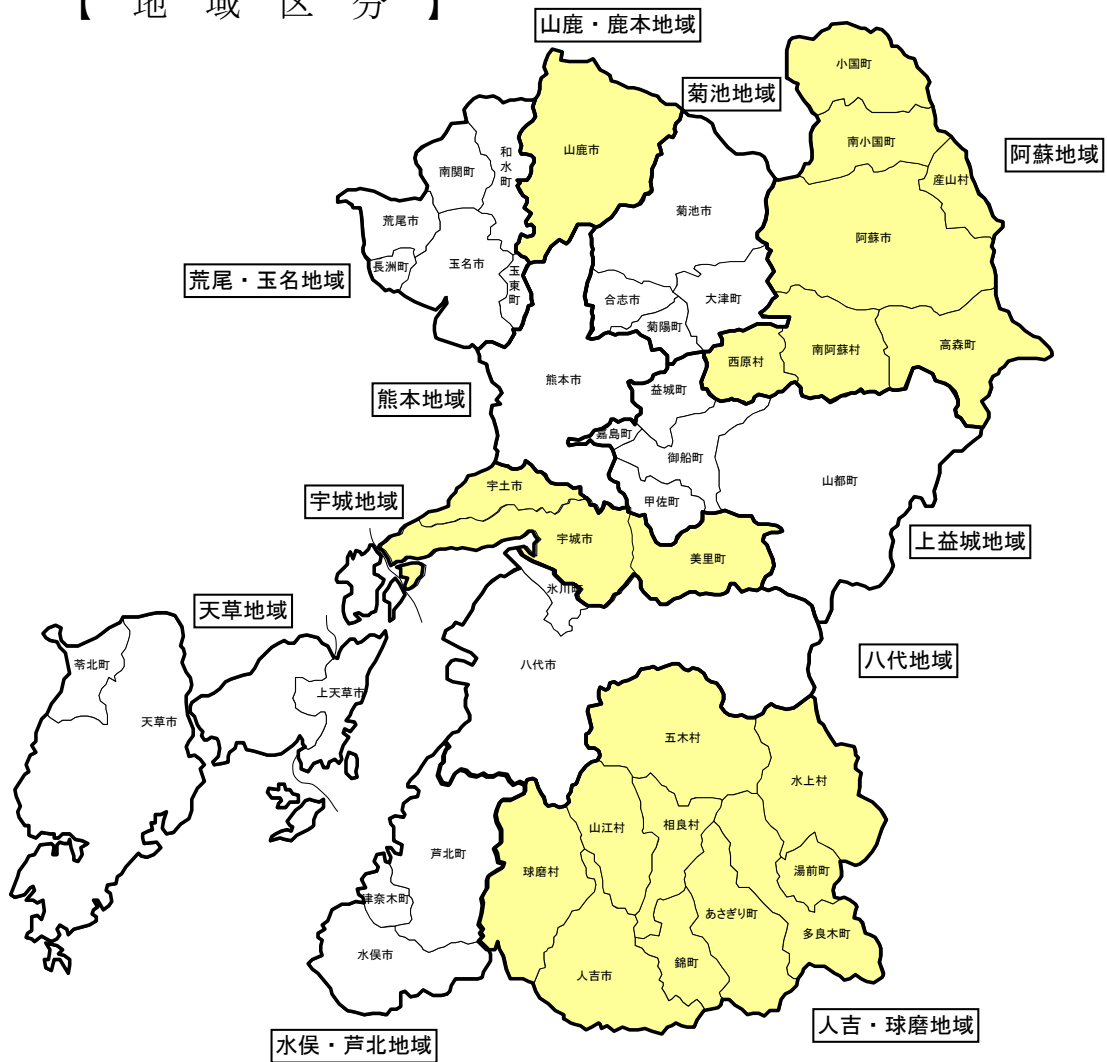 【 地 域 区 分 】
山鹿・鹿本地域
小国町
菊池地域
南小国町
和水町
山鹿市
阿蘇地域
南関町
産山村
荒尾市
菊池市
阿蘇市
長洲町
玉名市
玉東町
荒尾・玉名地域
合志市
大津町
菊陽町
西原村
南阿蘇村
高森町
熊本市
益城町
熊本地域
嘉島町
御船町
山都町
宇土市
甲佐町
宇城地域
宇城市
美里町
上益城地域
氷川町
天草地域
八代市
八代地域
苓北町
上天草市
天草市
五木村
水上村
山江村
相良村
芦北町
球磨村
湯前町
津奈木町
あさぎり町
多良木町
水俣市
人吉市
錦町
人吉・球磨地域
水俣・芦北地域